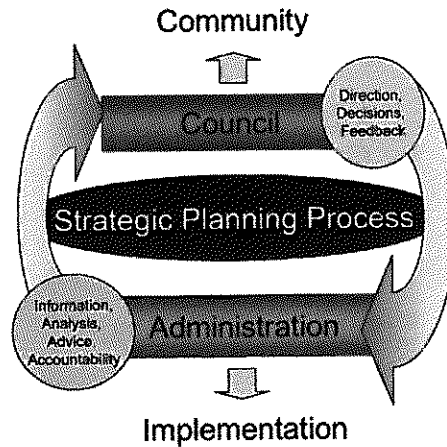 Community
Direction,
Decisions,
Feedback
Council
Strategic Planning Process
Information,
Analysis,
Advice
Accountability
Administration
Implementation